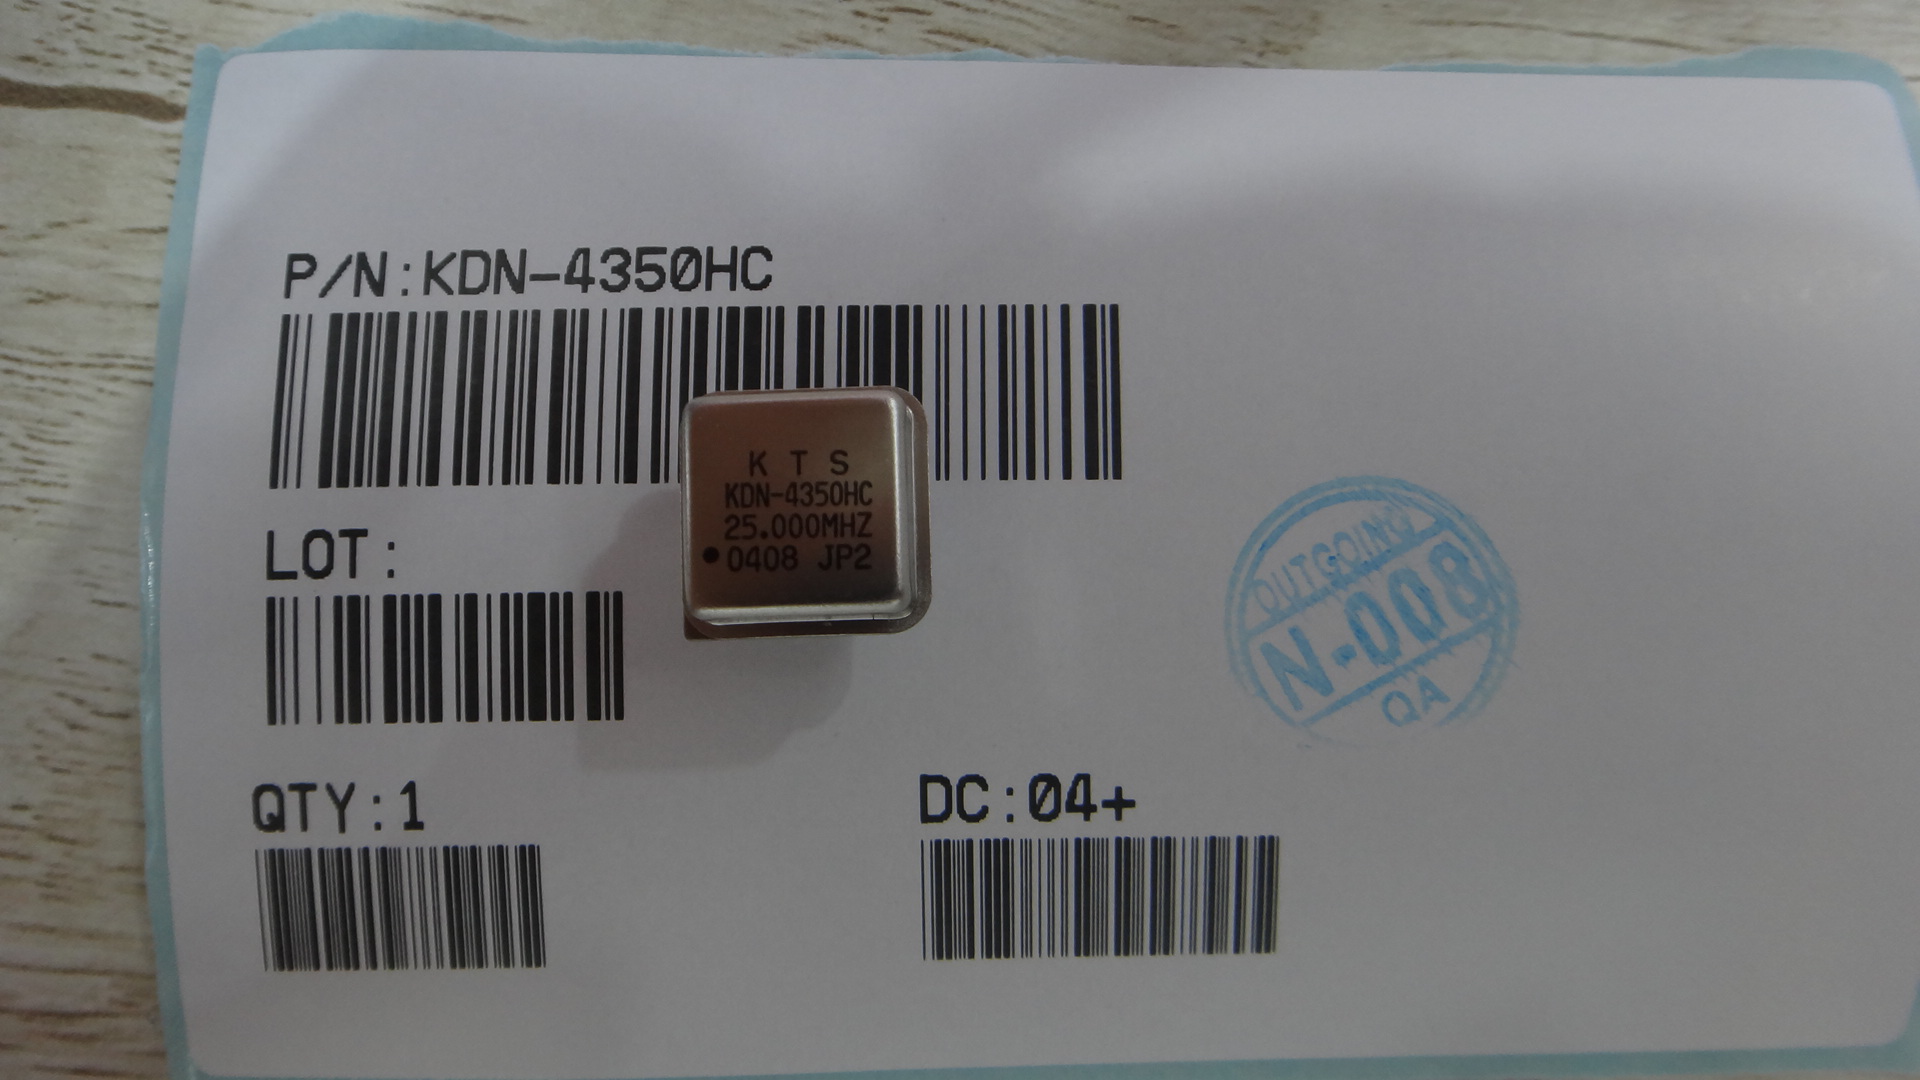 P/N:KDN-4350HC
K T S
KDN-4350HC
25.000MHZ
0408 JP2
LOT:
OUTGOING
N-008
QA
QTY:1
DC:04+